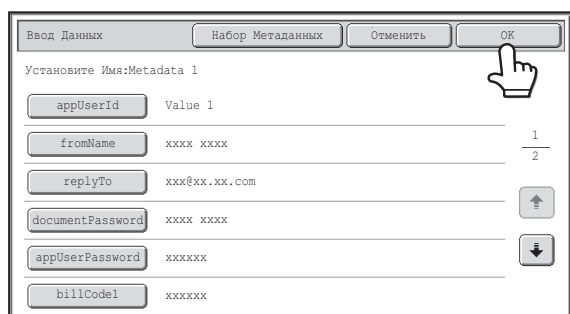 Ввод Данных Набор Метаданных Отменить OK
Установите Имя:Metadata 1
appUserId Value 1
fromName xxxx xxxx
1
2
replyTo xxx@xx.xx.com
documentPassword xxxx xxxx
appUserPassword xxxxxx
billCode1 xxxxxx